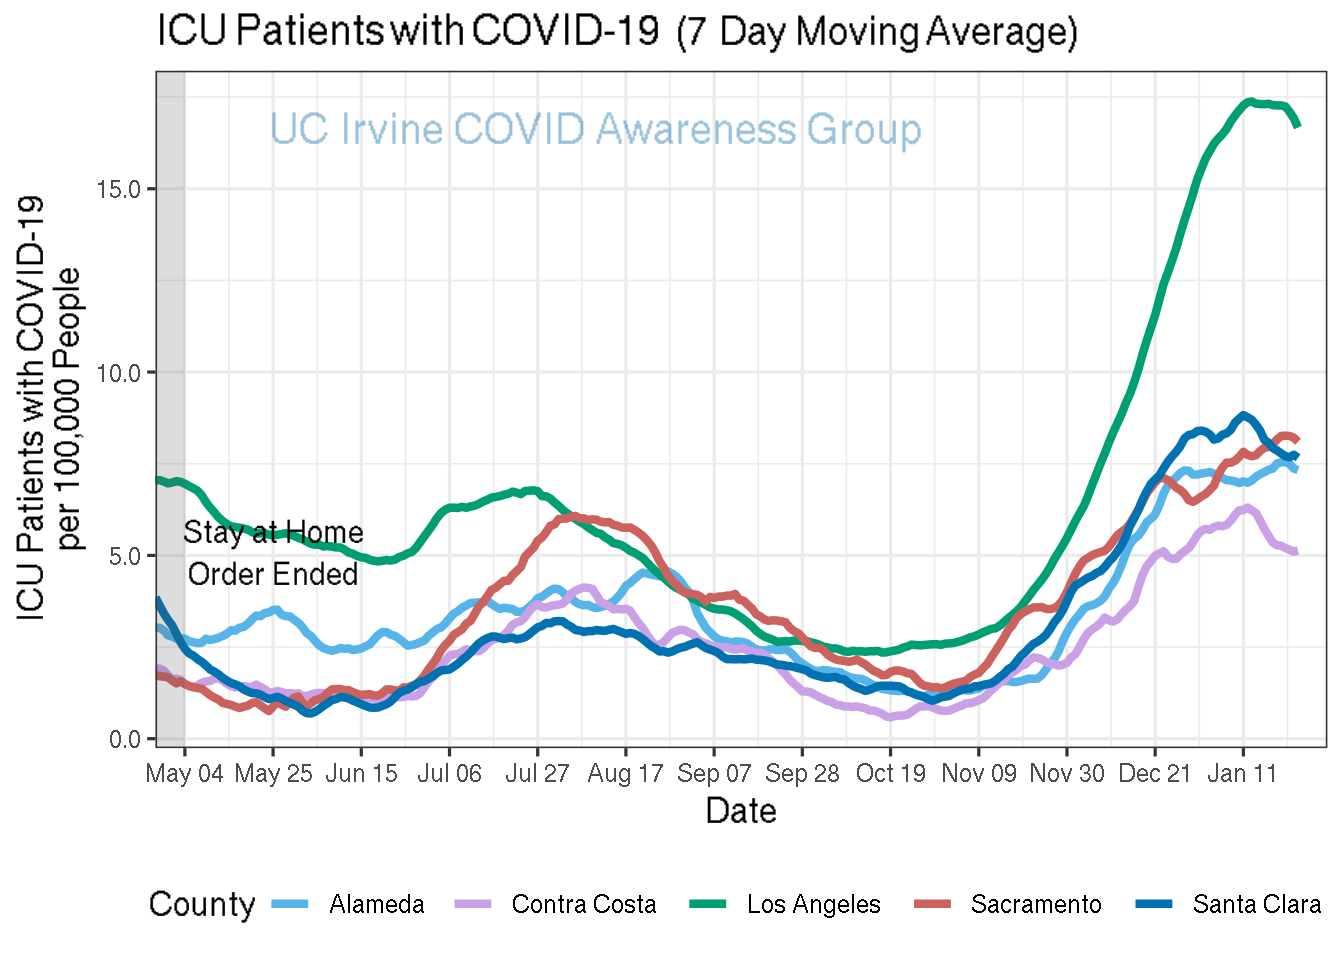 ICU Patients with COVID-19 (7 Day Moving Average)
UC Irvine COVID Awareness Group
ICU Patients with COVID-19
per 100,000 People
15.0
10.0
5.0
0.0
Stay at Home
Order Ended
May 04 May 25 Jun 15 Jul 06 Jul 27 Aug 17 Sep 07 Sep 28 Oct 19 Nov 09 Nov 30 Dec 21 Jan 11
Date
County Alameda Contra Costa Los Angeles Sacramento Santa Clara